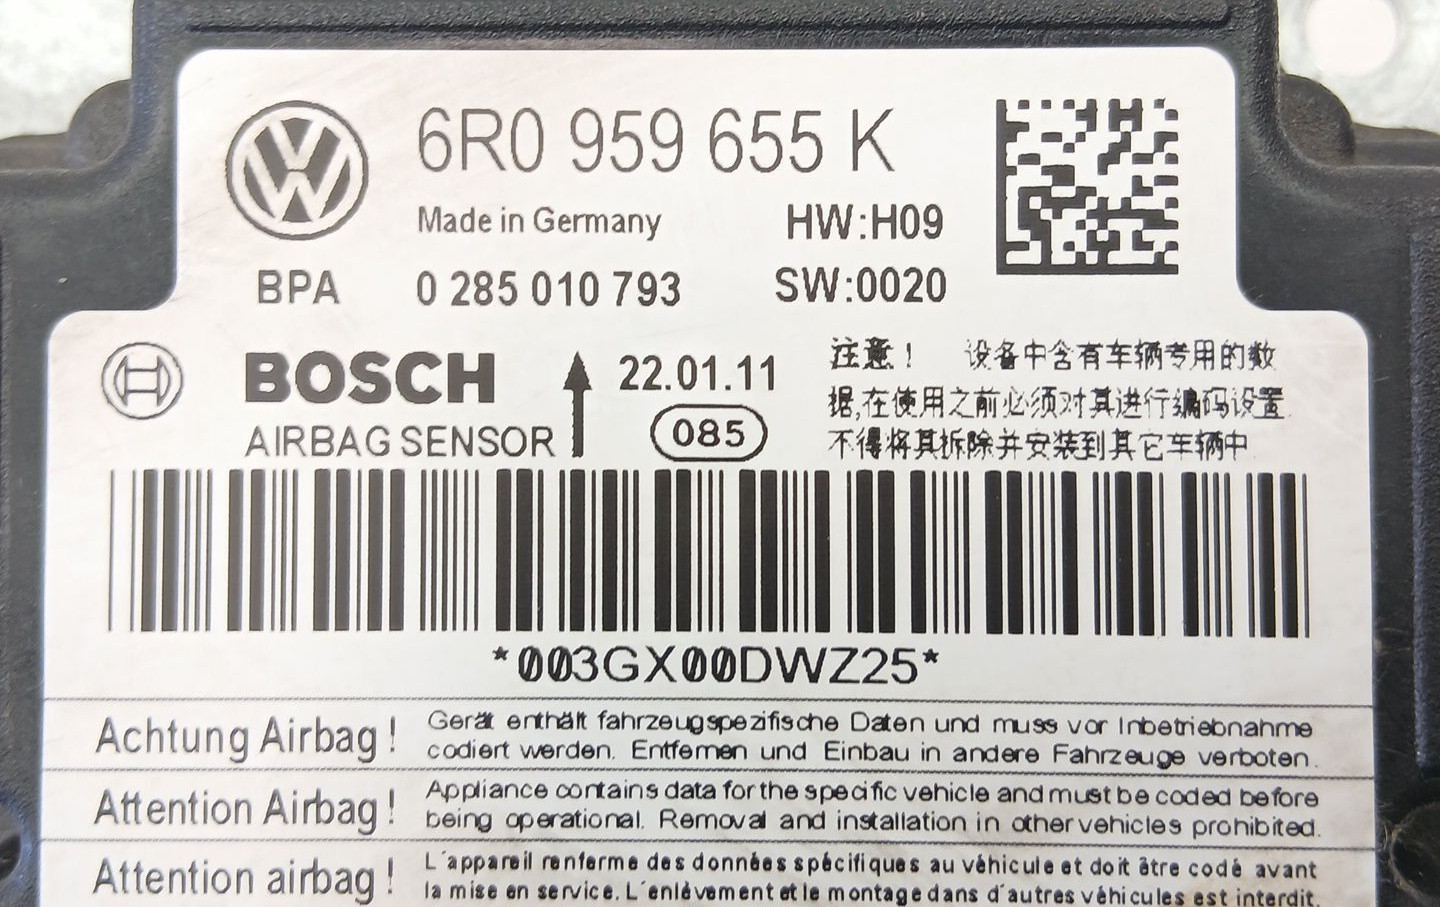 6R0 959 655 K
Made in Germany HW:H09
BPA 0 285 010 793 SW:0020
BOSCH
AIRBAG SENSOR
22.01.11
085
注意！ 设备中含有车辆专用的数
据,在使用之前必须对其进行编码设置.
不得将其拆除并安装到其它车辆中
*003GX00DWZ25*
Achtung Airbag! Gerät enthält fahrzeugspezifische Daten und muss vor Inbetriebnahme
codiert werden. Entfernen und Einbau in andere Fahrzeuge verboten.
Attention Airbag! Appliance contains data for the specific vehicle and must be coded before
being operational. Removal and installation in other vehicles prohibited.
Attention airbag! L´appareil renferme des données spécifiques au véhicule et doit être codé avant
la mise en service. L´enlévement et le montage dans d´autres véhicules est interdit.